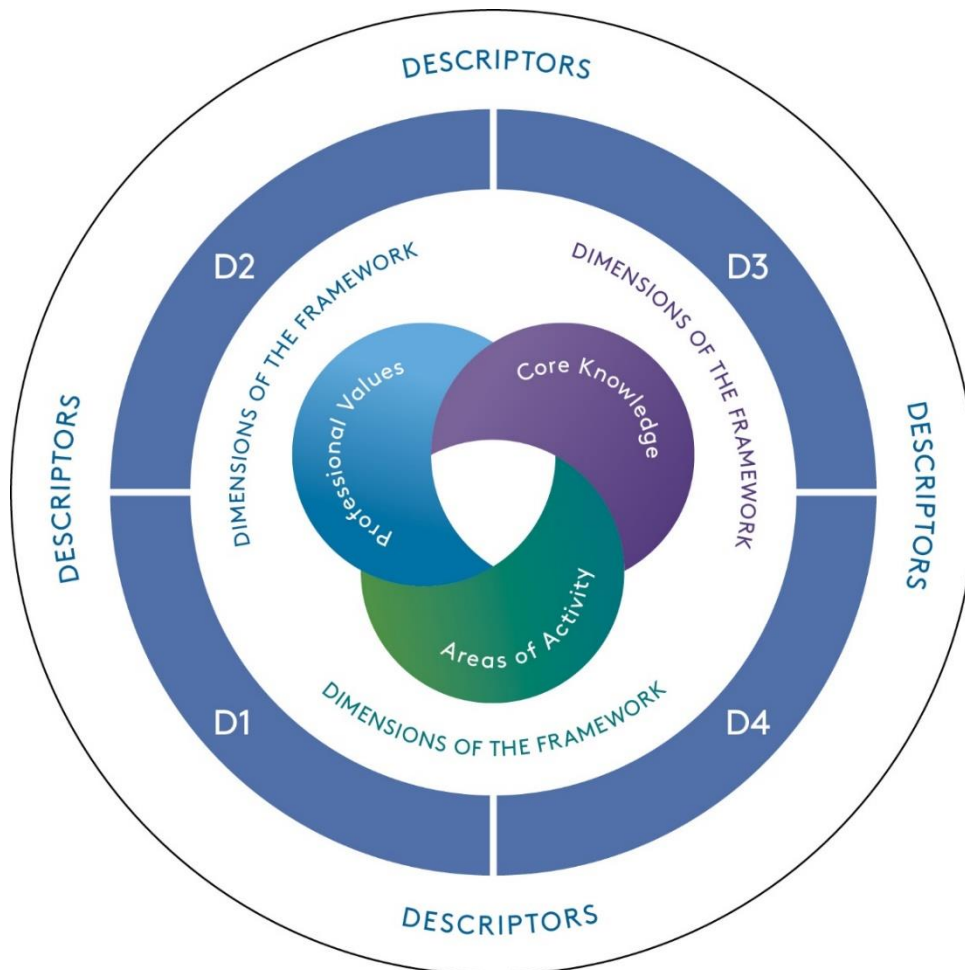 DESCRIPTORS
D2
D3
DIMENSIONS OF THE FRAMEWORK
DIMENSIONS OF THE FRAMEWORK
Professional Values
Core Knowledge
DESCRIPTORS
DESCRIPTORS
Areas of Activity
DIMENSIONS OF THE FRAMEWORK
D1
D4
DESCRIPTORS